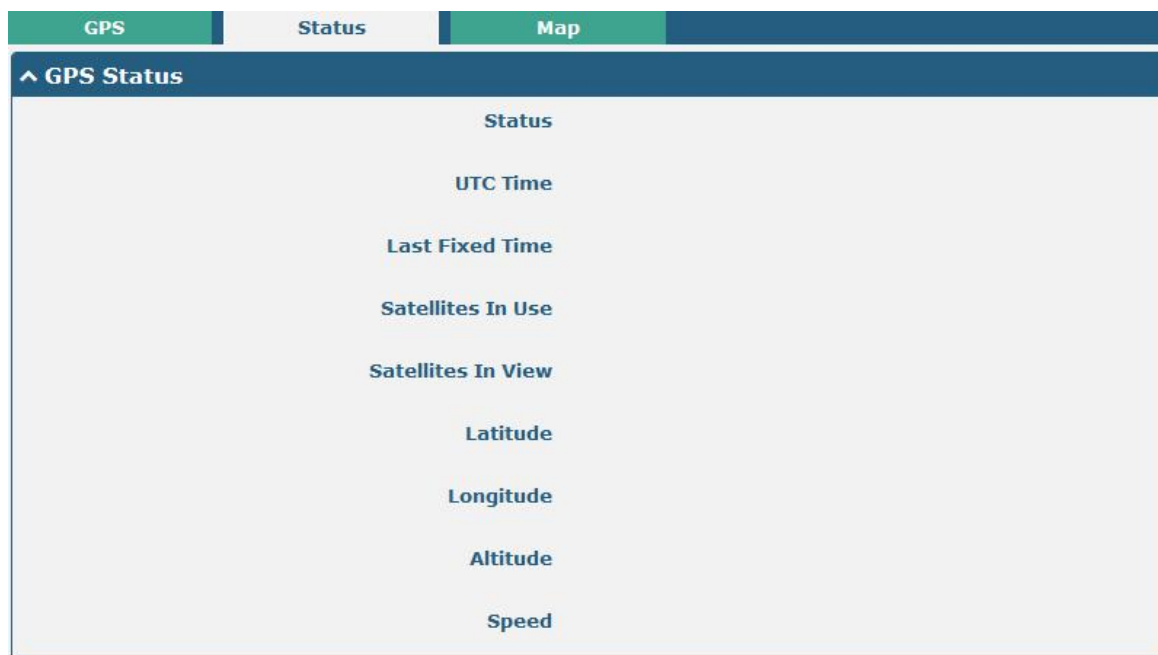 GPS Status Map
GPS Status
Status
UTC Time
Last Fixed Time
Satellites In Use
Satellites In View
Latitude
Longitude
Altitude
Speed